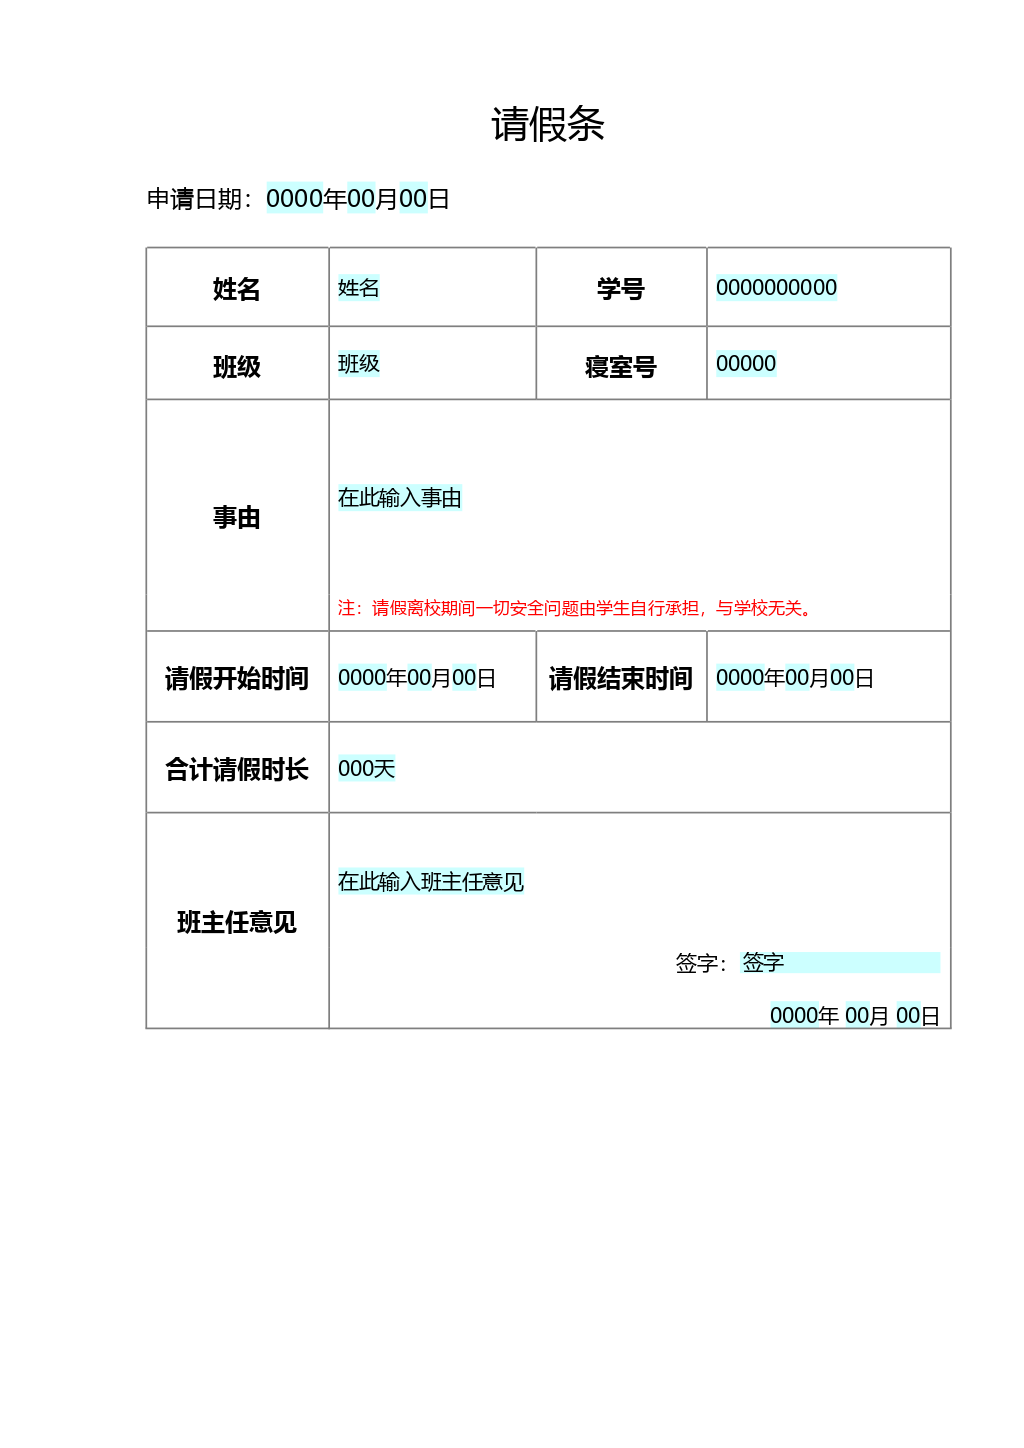 请假条
申请日期：0000年00月00日
姓名 姓名 学号 0000000000
班级 班级 寝室号 00000
事由 在此输入事由
注：请假离校期间一切安全问题由学生自行承担，与学校无关。
请假开始时间 0000年00月00日 请假结束时间 0000年00月00日
合计请假时长 000天
班主任意见 在此输入班主任意见
签字：签字
0000年 00月 00日